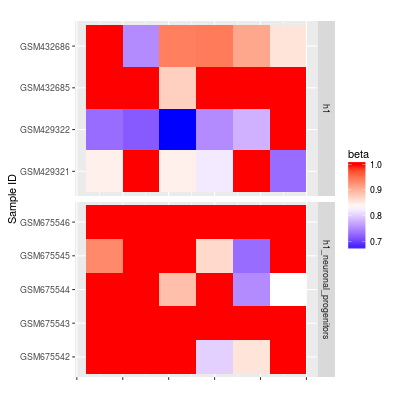 GSM432686
GSM432685
GSM429322
GSM429321
h1
GSM675546
GSM675545
GSM675544
GSM675543
GSM675542
h1_neuronal_progenitors
Sample ID
beta
1.0
0.9
0.8
0.7